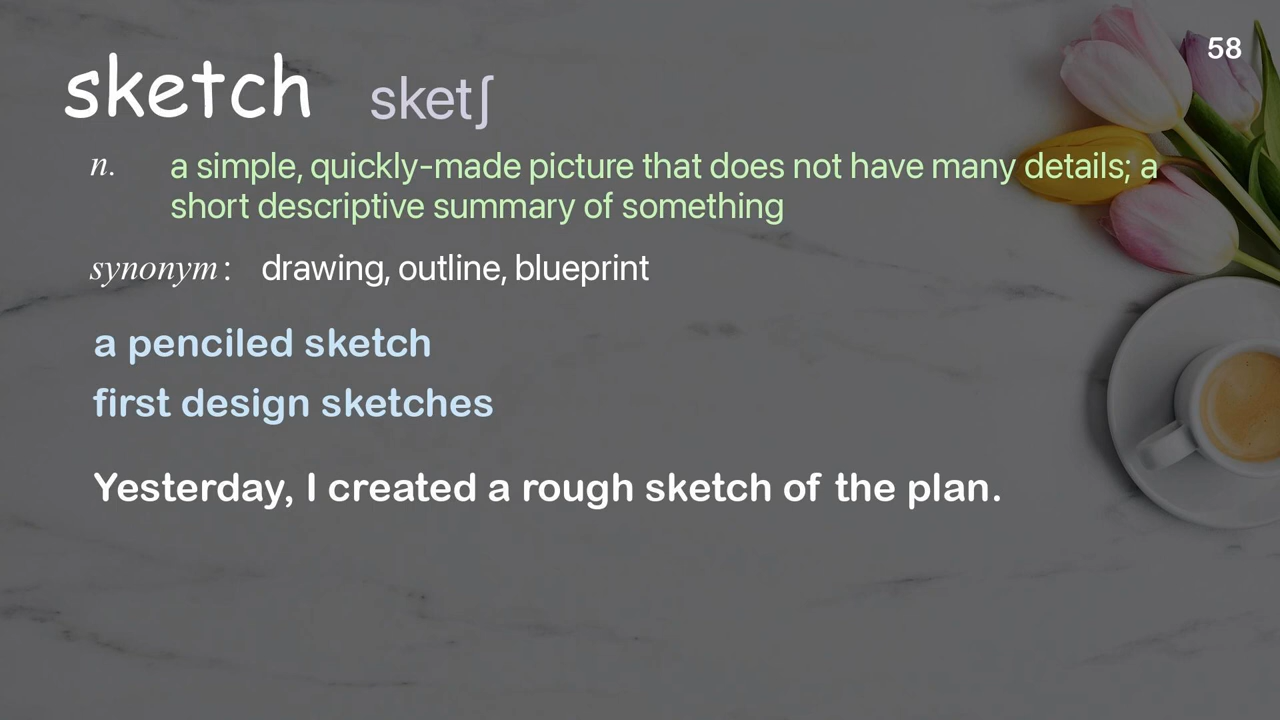 58
sketch sketʃ
n. a simple, quickly-made picture that does not have many details; a
short descriptive summary of something
synonym: drawing, outline, blueprint
a penciled sketch
first design sketches
Yesterday, I created a rough sketch of the plan.